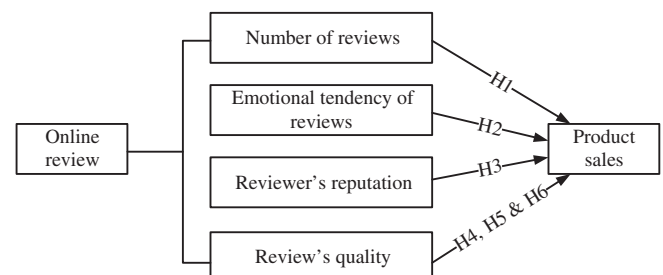 Number of reviews
H1
Emotional tendency of
reviews
H2
Online
review
Product
sales
Reviewer's reputation
H3
Review's quality
H4, H5 & H6